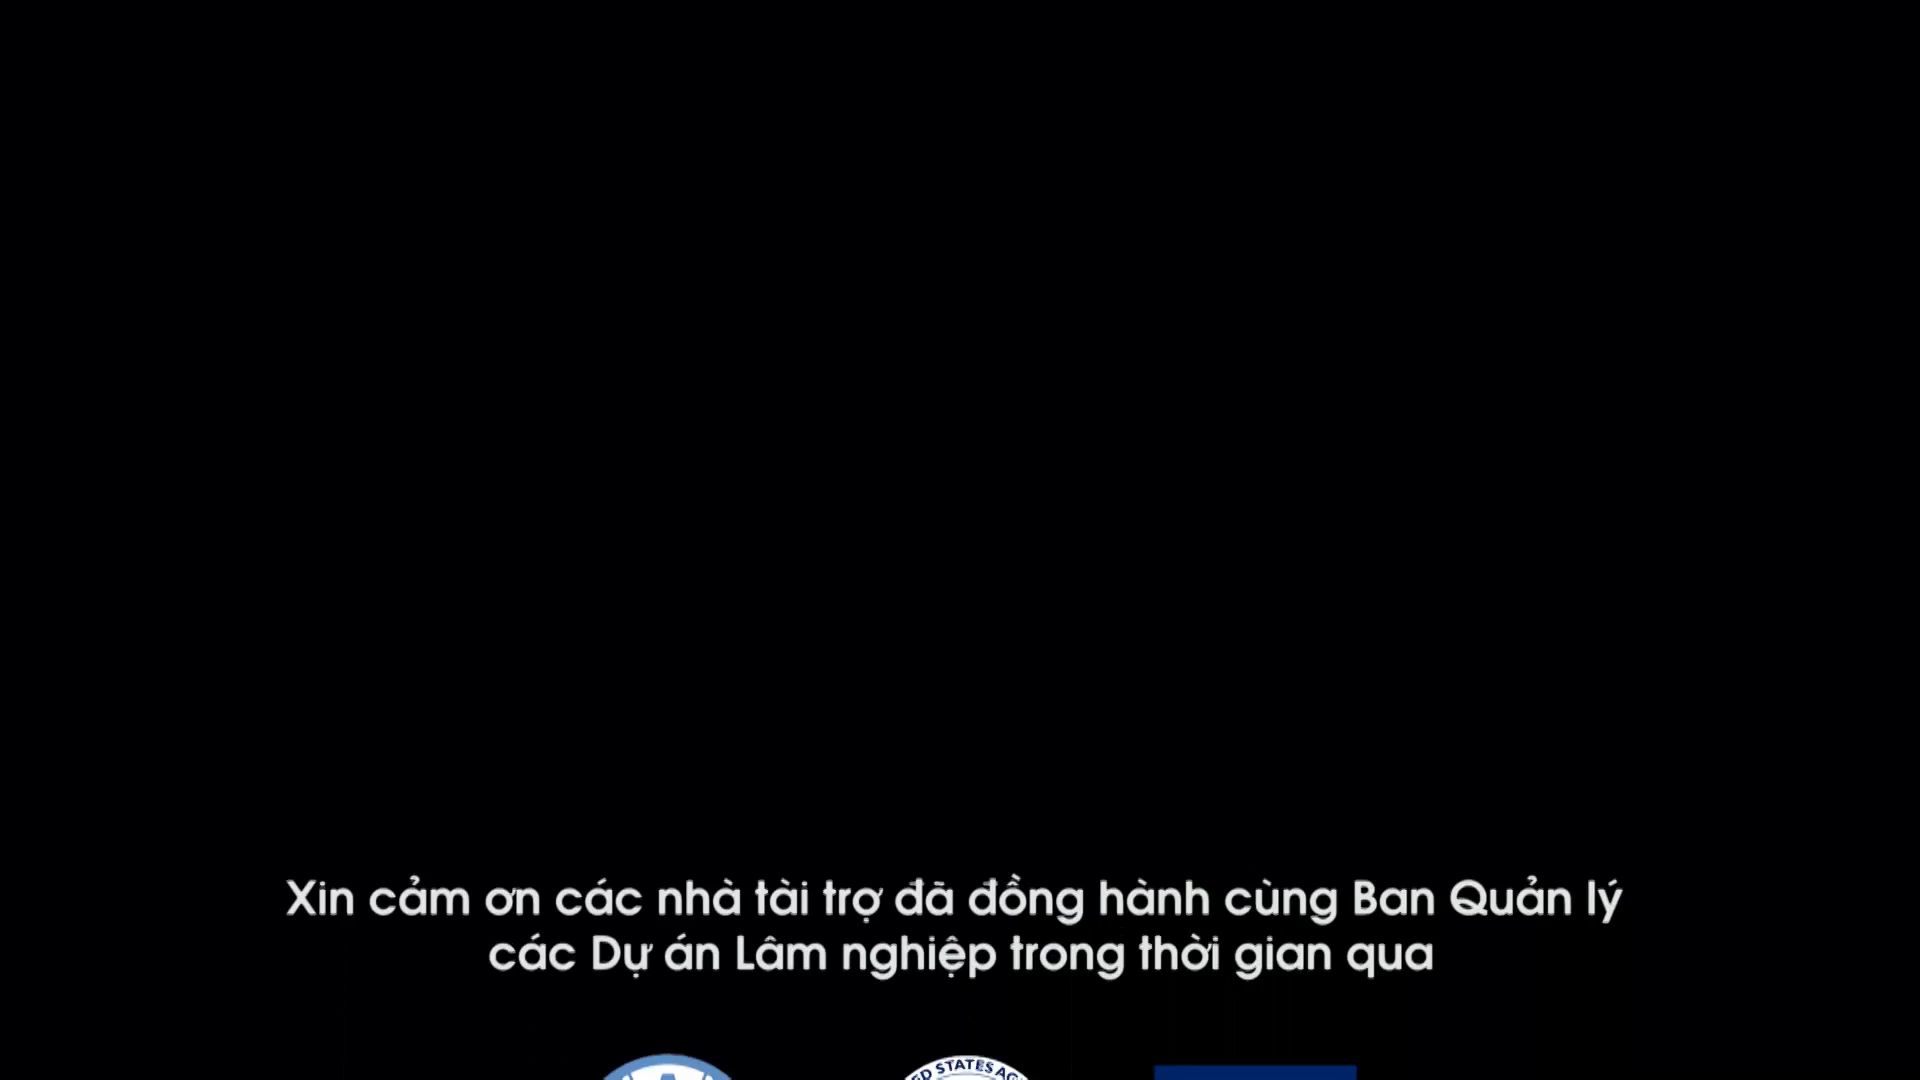 Xin cảm ơn các nhà tài trợ đã đồng hành cùng Ban Quản lý
các Dự án Lâm nghiệp trong thời gian qua
STATES